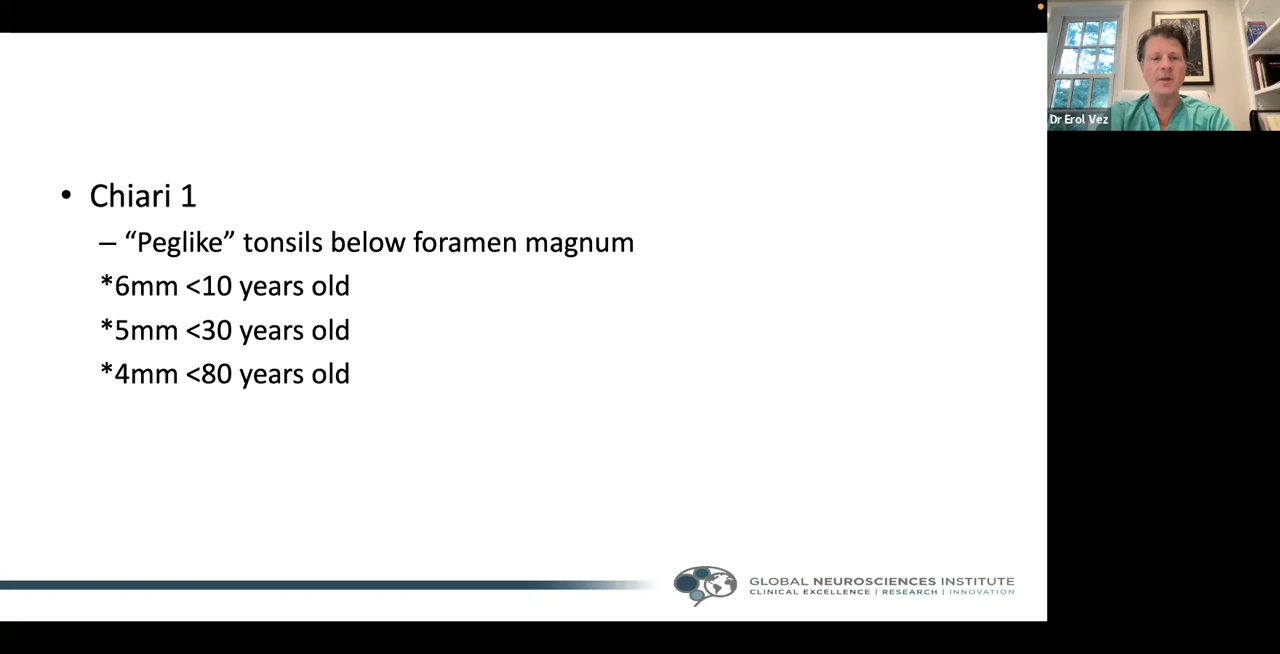 • Chiari 1
– “Peglike” tonsils below foramen magnum
*6mm <10 years old
*5mm <30 years old
*4mm <80 years old
GLOBAL NEUROSCIENCES INSTITUTE
CLINICAL EXCELLENCE | RESEARCH | INNOVATION
Dr Erol Vez